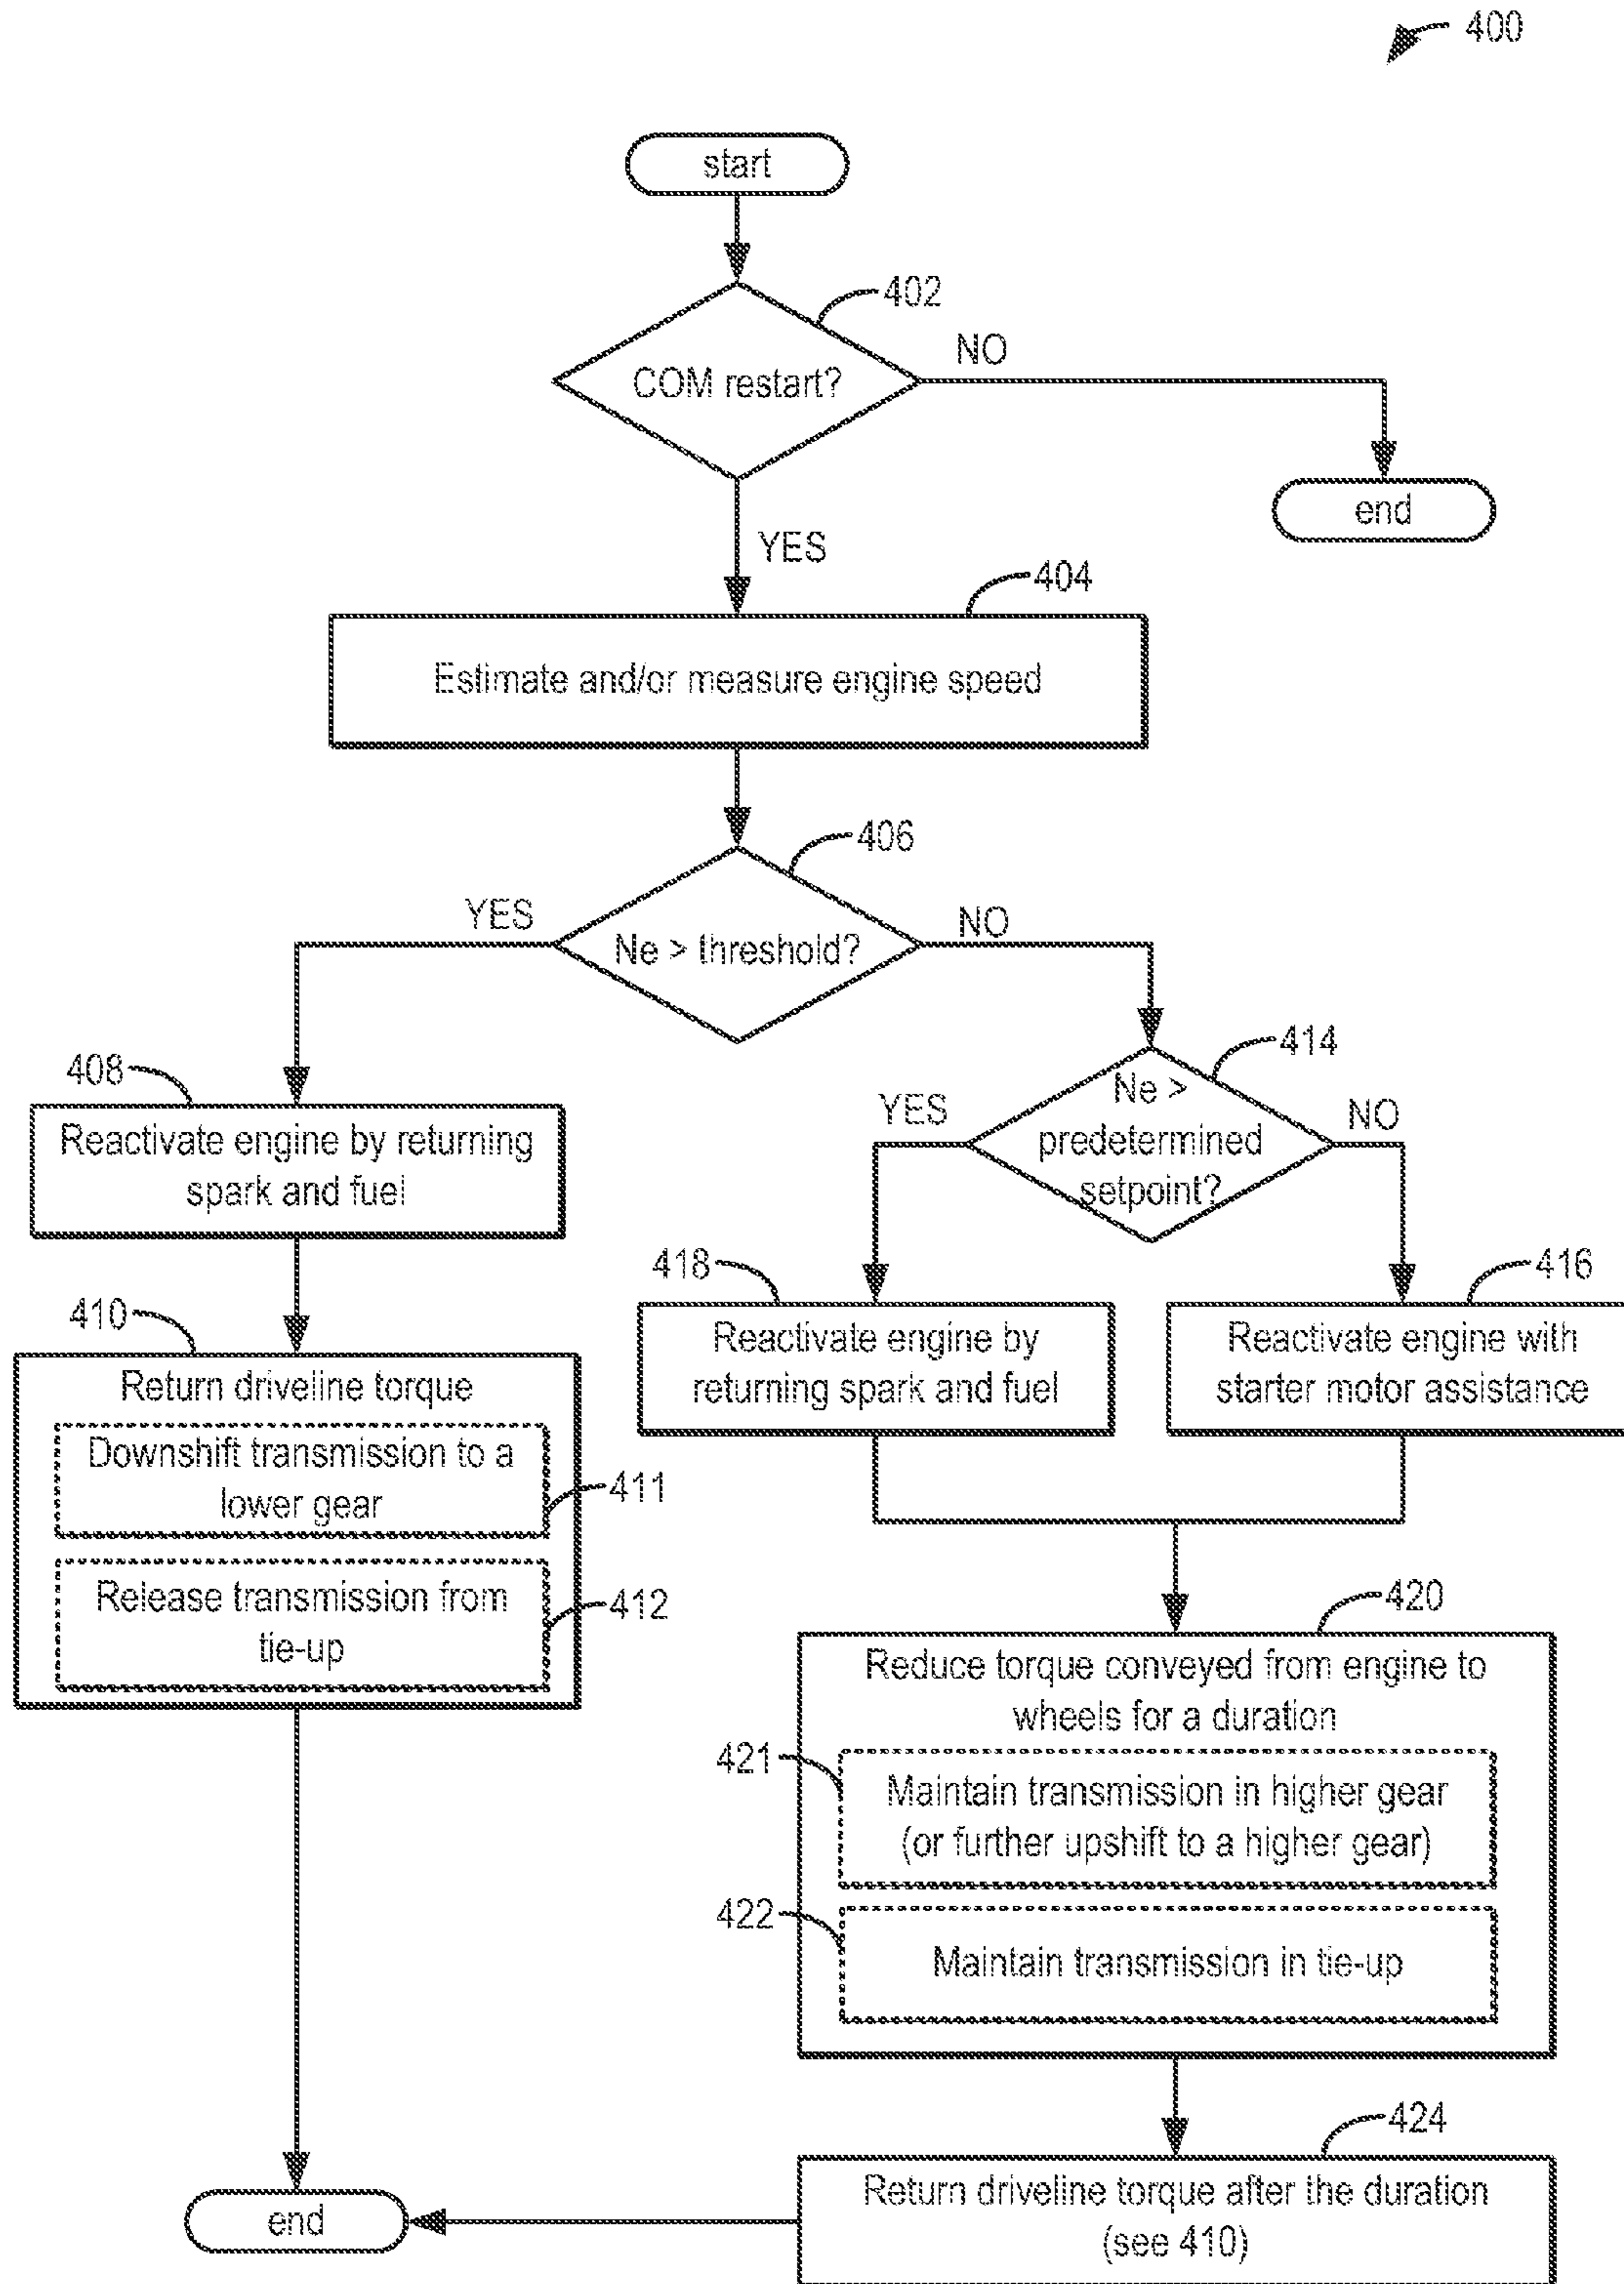 400
start
402
COM restart?
NO
end
YES
404
Estimate and/or measure engine speed
406
YES
Ne > threshold?
NO
408
Reactivate engine by returning
spark and fuel
414
YES
Ne >
predetermined
setpoint?
NO
410
Return driveline torque
Downshift transmission to a
lower gear
411
Release transmission from
tie-up
412
418
Reactivate engine by
returning spark and fuel
416
Reactivate engine with
starter motor assistance
420
Reduce torque conveyed from engine to
wheels for a duration
421
Maintain transmission in higher gear
(or further upshift to a higher gear)
422
Maintain transmission in tie-up
424
Return driveline torque after the duration
(see 410)
end